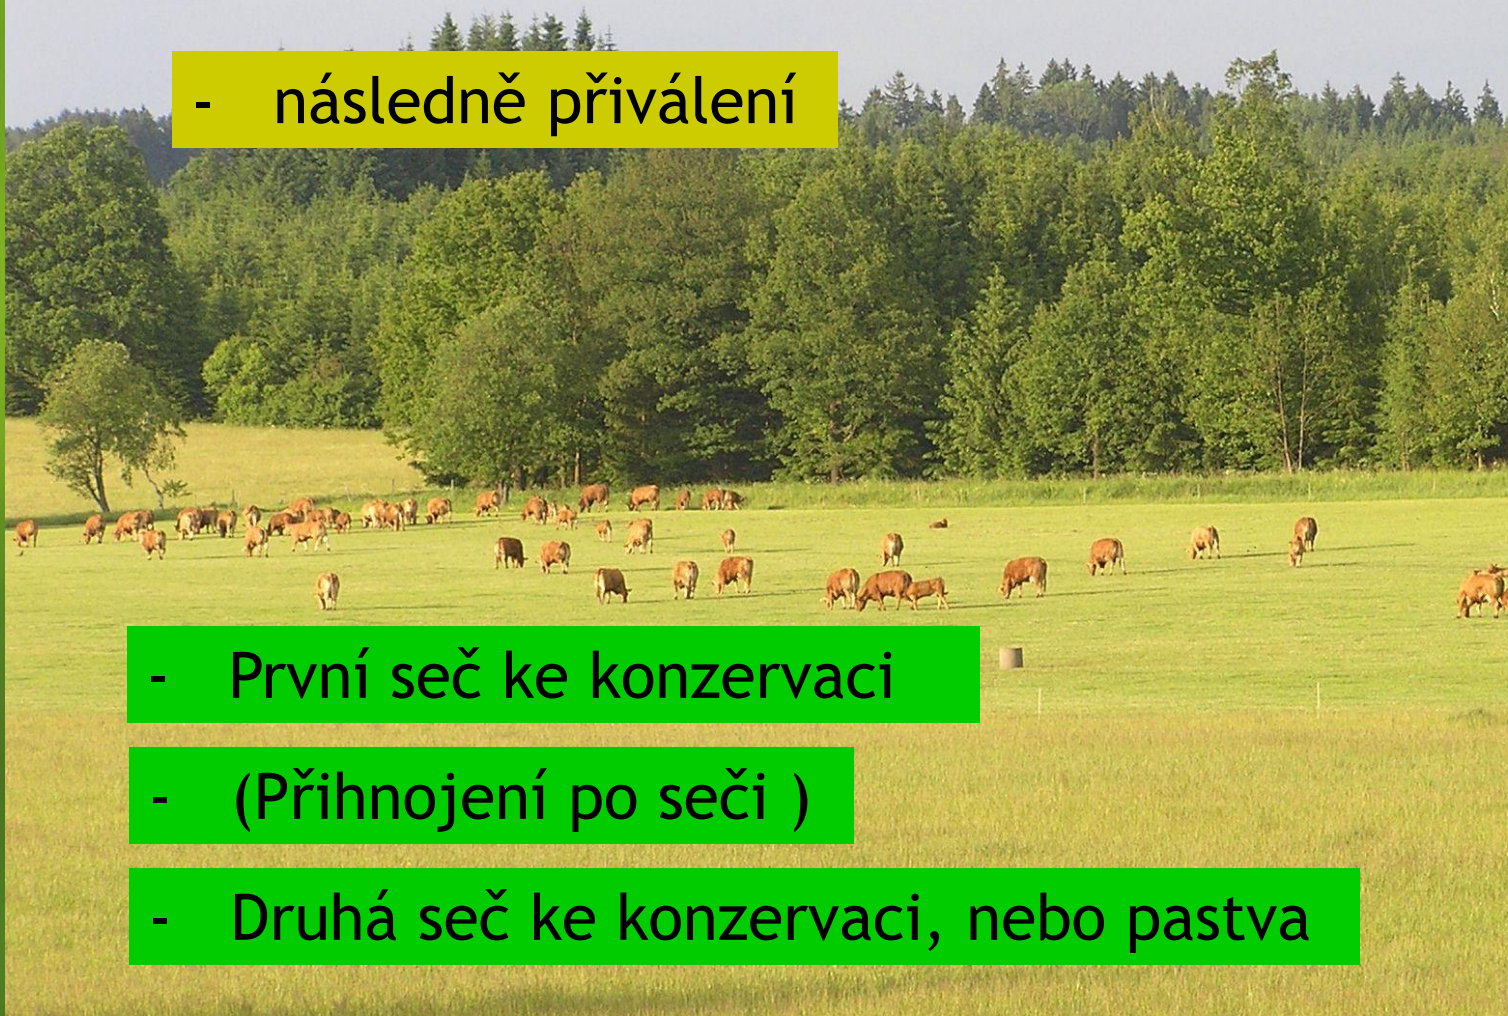 - následně přiválení
- První seč ke konzervaci
- (Přihnojení po seči )
- Druhá seč ke konzervaci, nebo pastva